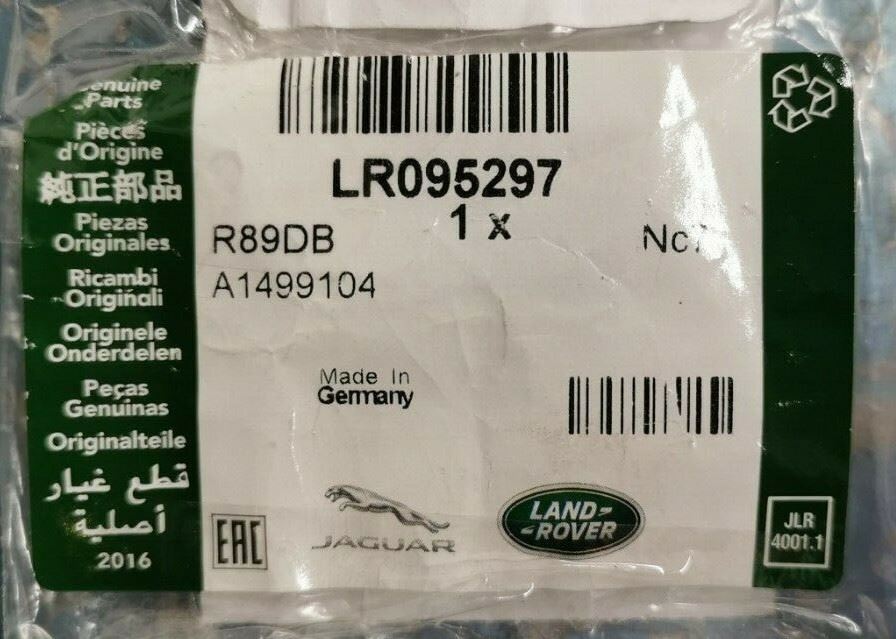 Genuine
Parts
Pièces
d'Origine
純正部品
Piezas
Originales
Ricambi
Originali
Originele
Onderdelen
Peças
Genuinas
Originalteile
قطع غيار
أصلية
2016
LR095297
1 x
R89DB
A1499104
Made In
Germany
EAC
JAGUAR
LAND-
-ROVER
JLR
4001.1